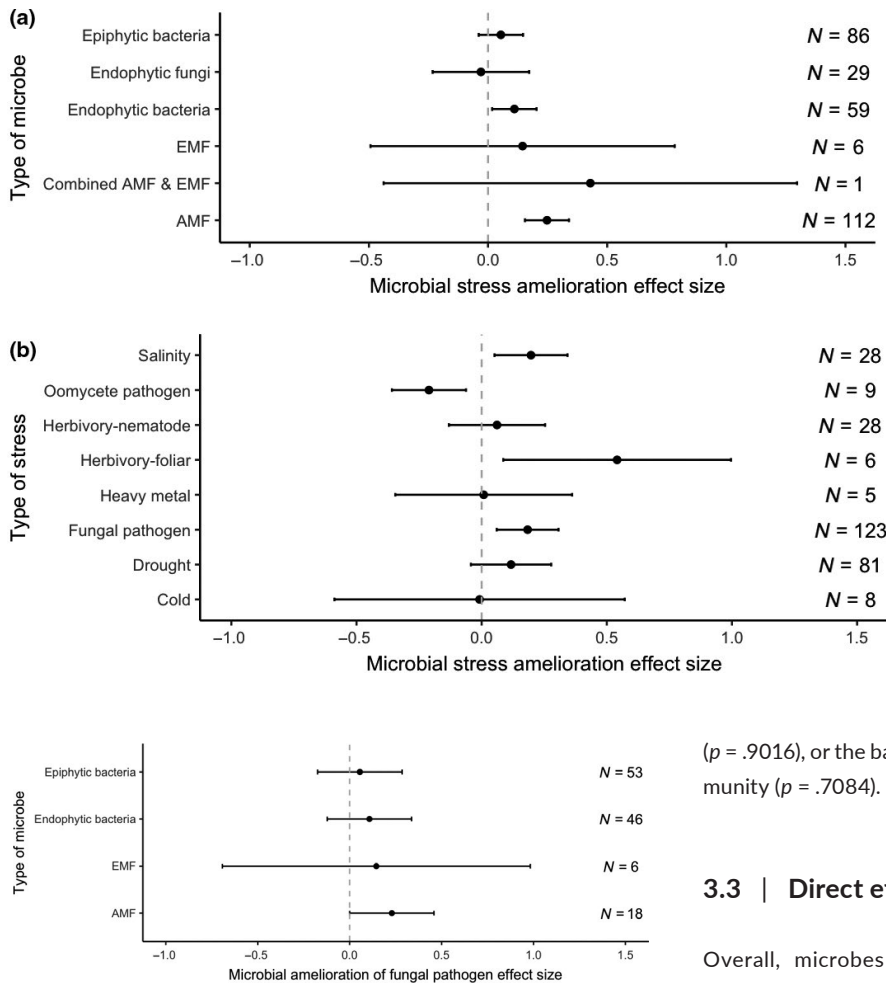 (a)
Type of microbe
Epiphytic bacteria
N = 86
Endophytic fungi
N = 29
Endophytic bacteria
N = 59
EMF
N = 6
Combined AMF & EMF
N = 1
AMF
N = 112
−1.0 −0.5 0.0 0.5 1.0 1.5
Microbial stress amelioration effect size
(b)
Type of stress
Salinity
N = 28
Oomycete pathogen
N = 9
Herbivory-nematode
N = 28
Herbivory-foliar
N = 6
Heavy metal
N = 5
Fungal pathogen
N = 123
Drought
N = 81
Cold
N = 8
−1.0 −0.5 0.0 0.5 1.0 1.5
Microbial stress amelioration effect size
Type of microbe
Epiphytic bacteria
N = 53
Endophytic bacteria
N = 46
EMF
N = 6
AMF
N = 18
−1.0 −0.5 0.0 0.5 1.0 1.5
Microbial amelioration of fungal pathogen effect size
(p = .9016), or the ba
munity (p = .7084).
3.3 | Direct ef
Overall, microbes